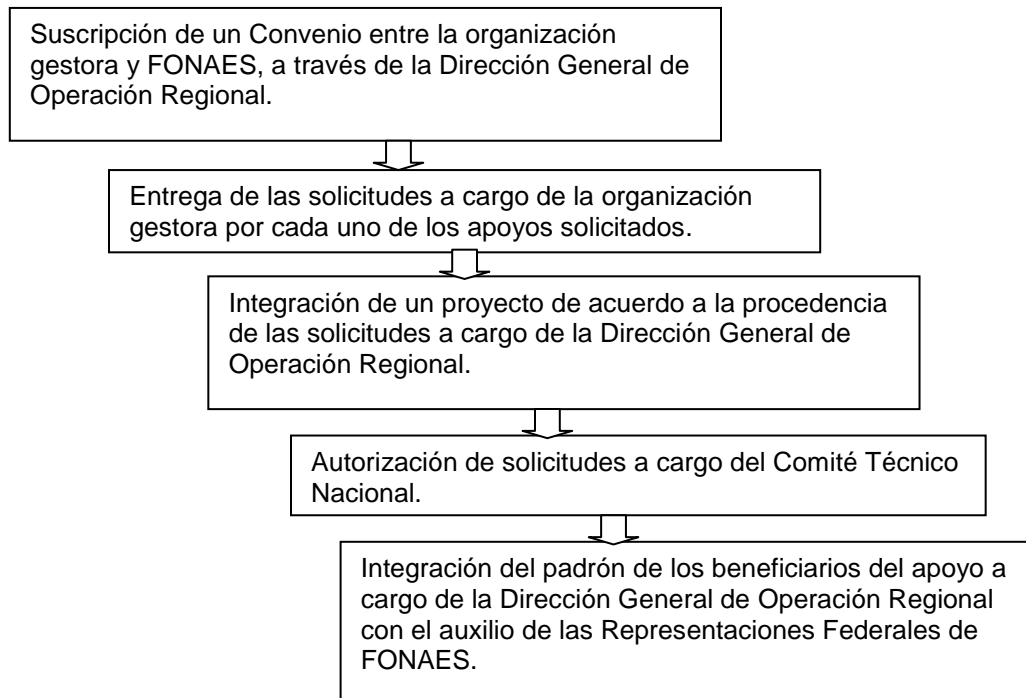 Suscripción de un Convenio entre la organización
gestora y FONAES, a través de la Dirección General de
Operación Regional.
Entrega de las solicitudes a cargo de la organización
gestora por cada uno de los apoyos solicitados.
Integración de un proyecto de acuerdo a la procedencia
de las solicitudes a cargo de la Dirección General de
Operación Regional.
Autorización de solicitudes a cargo del Comité Técnico
Nacional.
Integración del padrón de los beneficiarios del apoyo a
cargo de la Dirección General de Operación Regional
con el auxilio de las Representaciones Federales de
FONAES.